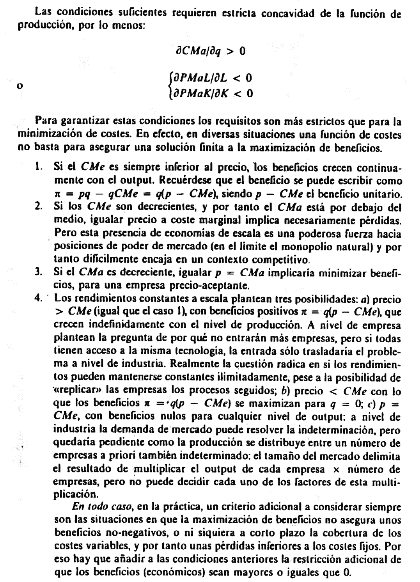 Las condiciones suficientes requieren estricta concavidad de la función de
producción, por lo menos:
∂CMa/∂q > 0
o
{∂PMaL/∂L < 0
{∂PMaK/∂K < 0
Para garantizar estas condiciones los requisitos son más estrictos que para la
minimización de costes. En efecto, en diversas situaciones una función de costes
no basta para asegurar una solución finita a la maximización de beneficios.
1. Si el CMe es siempre inferior al precio, los beneficios crecen continua-
mente con el output. Recuérdese que el beneficio se puede escribir como
π = pq − qCMe = q(p − CMe), siendo p − CMe el beneficio unitario.
2. Si los CMe son decrecientes, y por tanto el CMa está por debajo del
medio, igualar precio a coste marginal implica necesariamente pérdidas.
Pero esta presencia de economías de escala es una poderosa fuerza hacia
posiciones de poder de mercado (en el límite el monopolio natural) y por
tanto difícilmente encaja en un contexto competitivo.
3. Si el CMa es decreciente, igualar p = CMa implicaría minimizar benefi-
cios, para una empresa precio-aceptante.
4. Los rendimientos constantes a escala plantean tres posibilidades: a) precio
> CMe (igual que el caso 1), con beneficios positivos π = q(p − CMe), que
crecen indefinidamente con el nivel de producción. A nivel de empresa
plantean la pregunta de por qué no entrarán más empresas, pero si todas
tienen acceso a la misma tecnología, la entrada sólo trasladaría el proble-
ma a nivel de industria. Realmente la cuestión radica en si los rendimien-
tos pueden mantenerse constantes ilimitadamente, pese a la posibilidad de
«replicar» las empresas los procesos seguidos; b) precio < CMe con lo
que los beneficios π = q(p − CMe) se maximizan para q = 0; c) p =
CMe, con beneficios nulos para cualquier nivel de output: a nivel de
industria la demanda de mercado puede resolver la indeterminación, pero
quedaría pendiente como la producción se distribuye entre un número de
empresas a priori también indeterminado; el tamaño del mercado delimita
el resultado de multiplicar el output de cada empresa × número de
empresas, pero no puede decidir cada uno de los factores de esta multi-
plicación.
En todo caso, en la práctica, un criterio adicional a considerar siempre
son las situaciones en que la maximización de beneficios no asegura unos
beneficios no-negativos, o ni siquiera a corto plazo la cobertura de los
costes variables, y por tanto unas pérdidas inferiores a los costes fijos. Por
eso hay que añadir a las condiciones anteriores la restricción adicional de
que los beneficios (económicos) sean mayores o iguales que 0.